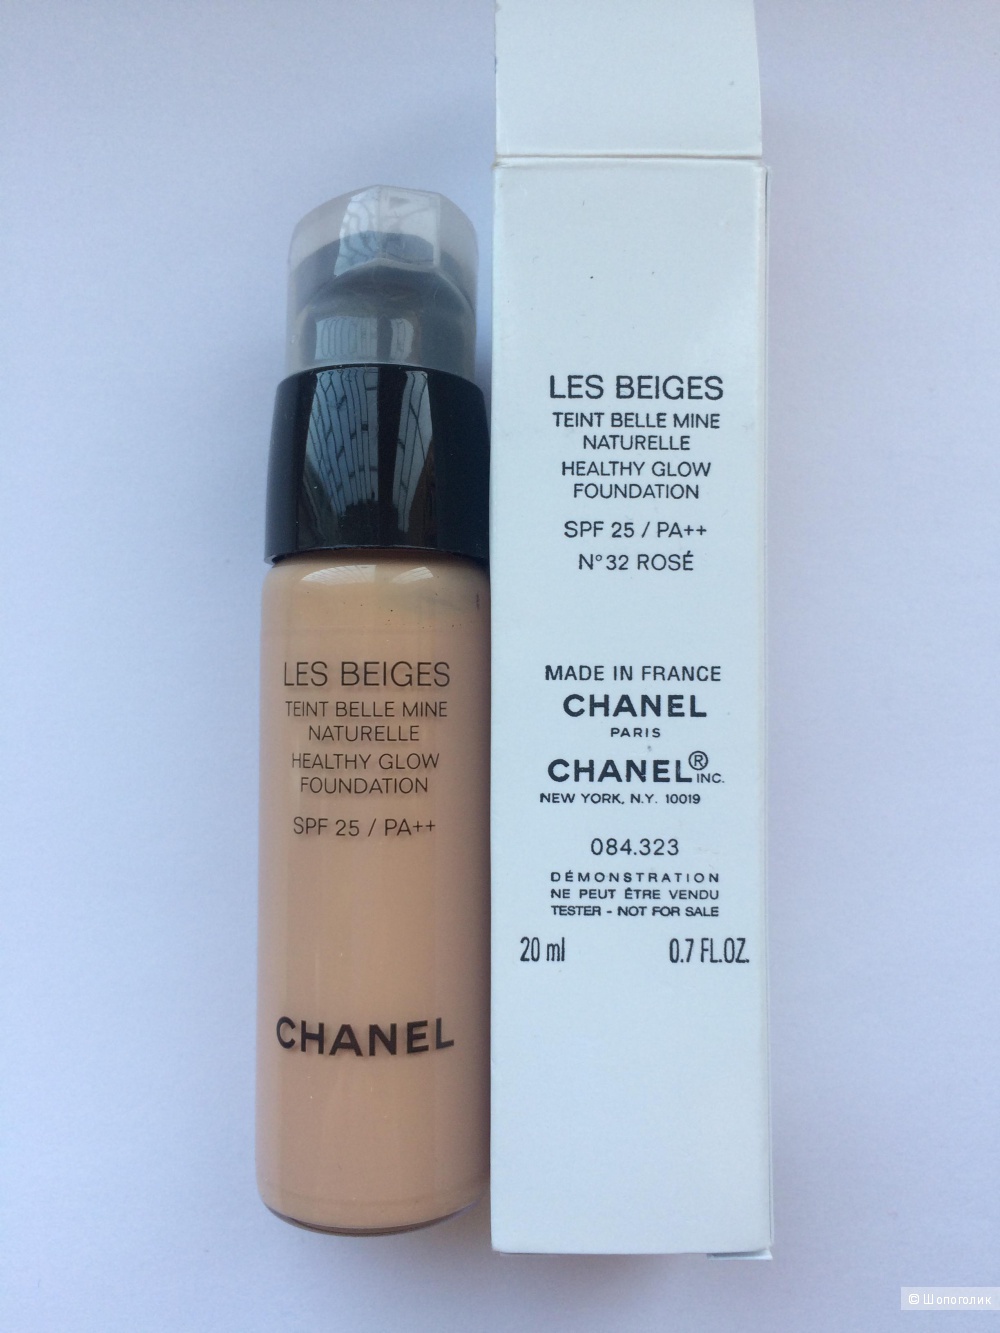 LES BEIGES
TEINT BELLE MINE
NATURELLE
HEALTHY GLOW
FOUNDATION
SPF 25 / PA++
CHANEL
LES BEIGES
TEINT BELLE MINE
NATURELLE
HEALTHY GLOW
FOUNDATION
SPF 25 / PA++
N°32 ROSÉ
MADE IN FRANCE
CHANEL
PARIS
CHANEL® INC.
NEW YORK, N.Y. 10019
084.323
DÉMONSTRATION
NE PEUT ÊTRE VENDU
TESTER - NOT FOR SALE
20 ml 0.7 FL.OZ.
© Шопоголик